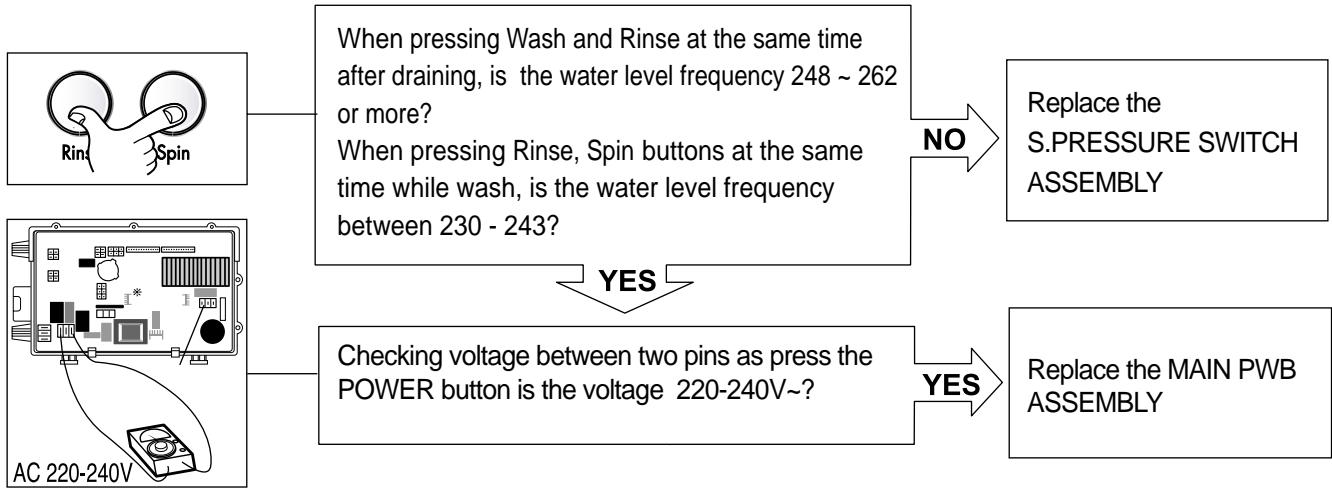 Rins
Spin
When pressing Wash and Rinse at the same time
after draining, is the water level frequency 248 ~ 262
or more?
When pressing Rinse, Spin buttons at the same
time while wash, is the water level frequency
between 230 - 243?
NO
Replace the
S.PRESSURE SWITCH
ASSEMBLY
YES
AC 220-240V
Checking voltage between two pins as press the
POWER button is the voltage 220-240V~?
YES
Replace the MAIN PWB
ASSEMBLY